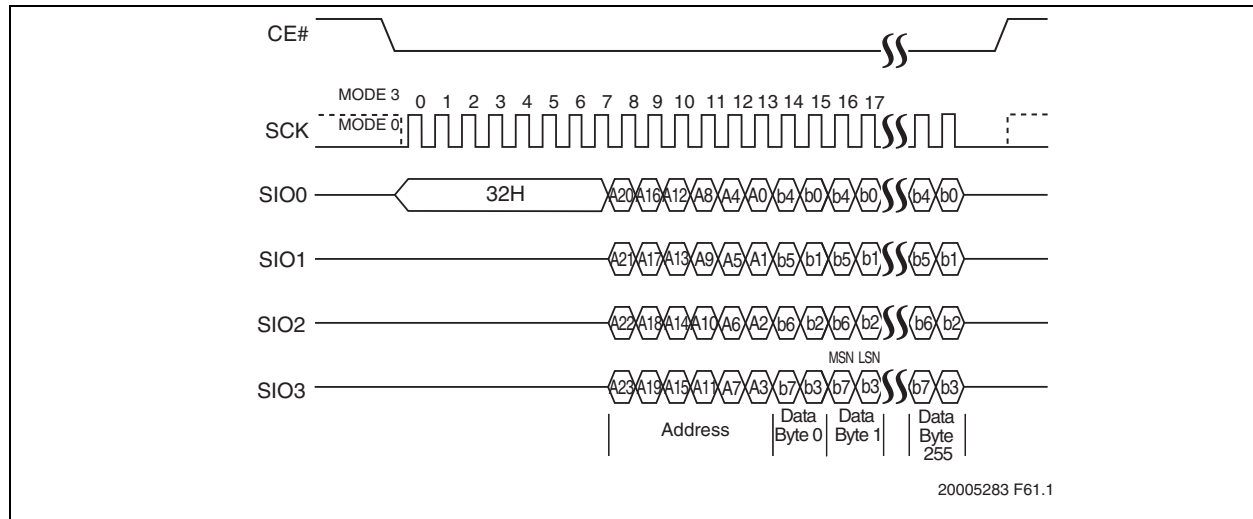 CE#
MODE 3
0 1 2 3 4 5 6 7 8 9 10 11 12 13 14 15 16 17
SCK
MODE 0
SIO0
32H
A20 A16 A12 A8 A4 A0 b4 b0 b4 b0 b4 b0
SIO1
A21 A17 A13 A9 A5 A1 b5 b1 b5 b1 b5 b1
SIO2
A22 A18 A14 A10 A6 A2 b6 b2 b6 b2 b6 b2
MSN LSN
SIO3
A23 A19 A15 A11 A7 A3 b7 b3 b7 b3 b7 b3
Address
Data
Byte 0
Data
Byte 1
Data
Byte
255
20005283 F61.1